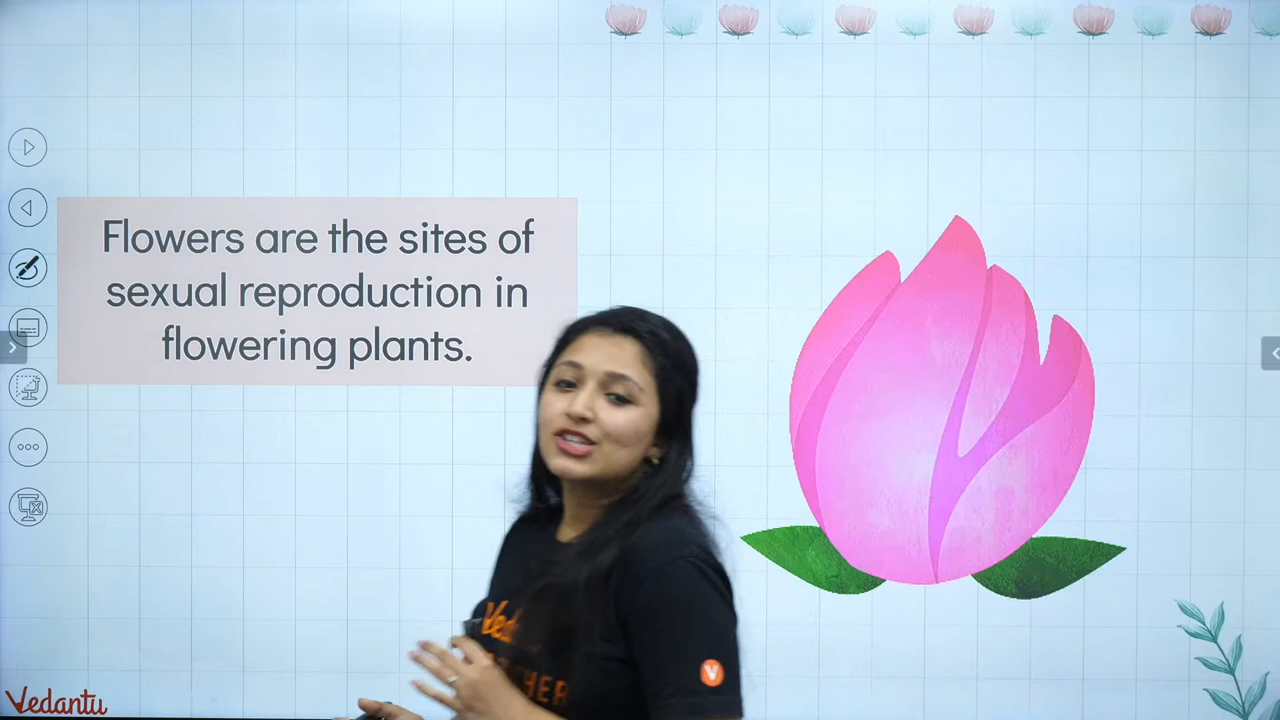 Flowers are the sites of
sexual reproduction in
flowering plants.
Vedantu
V